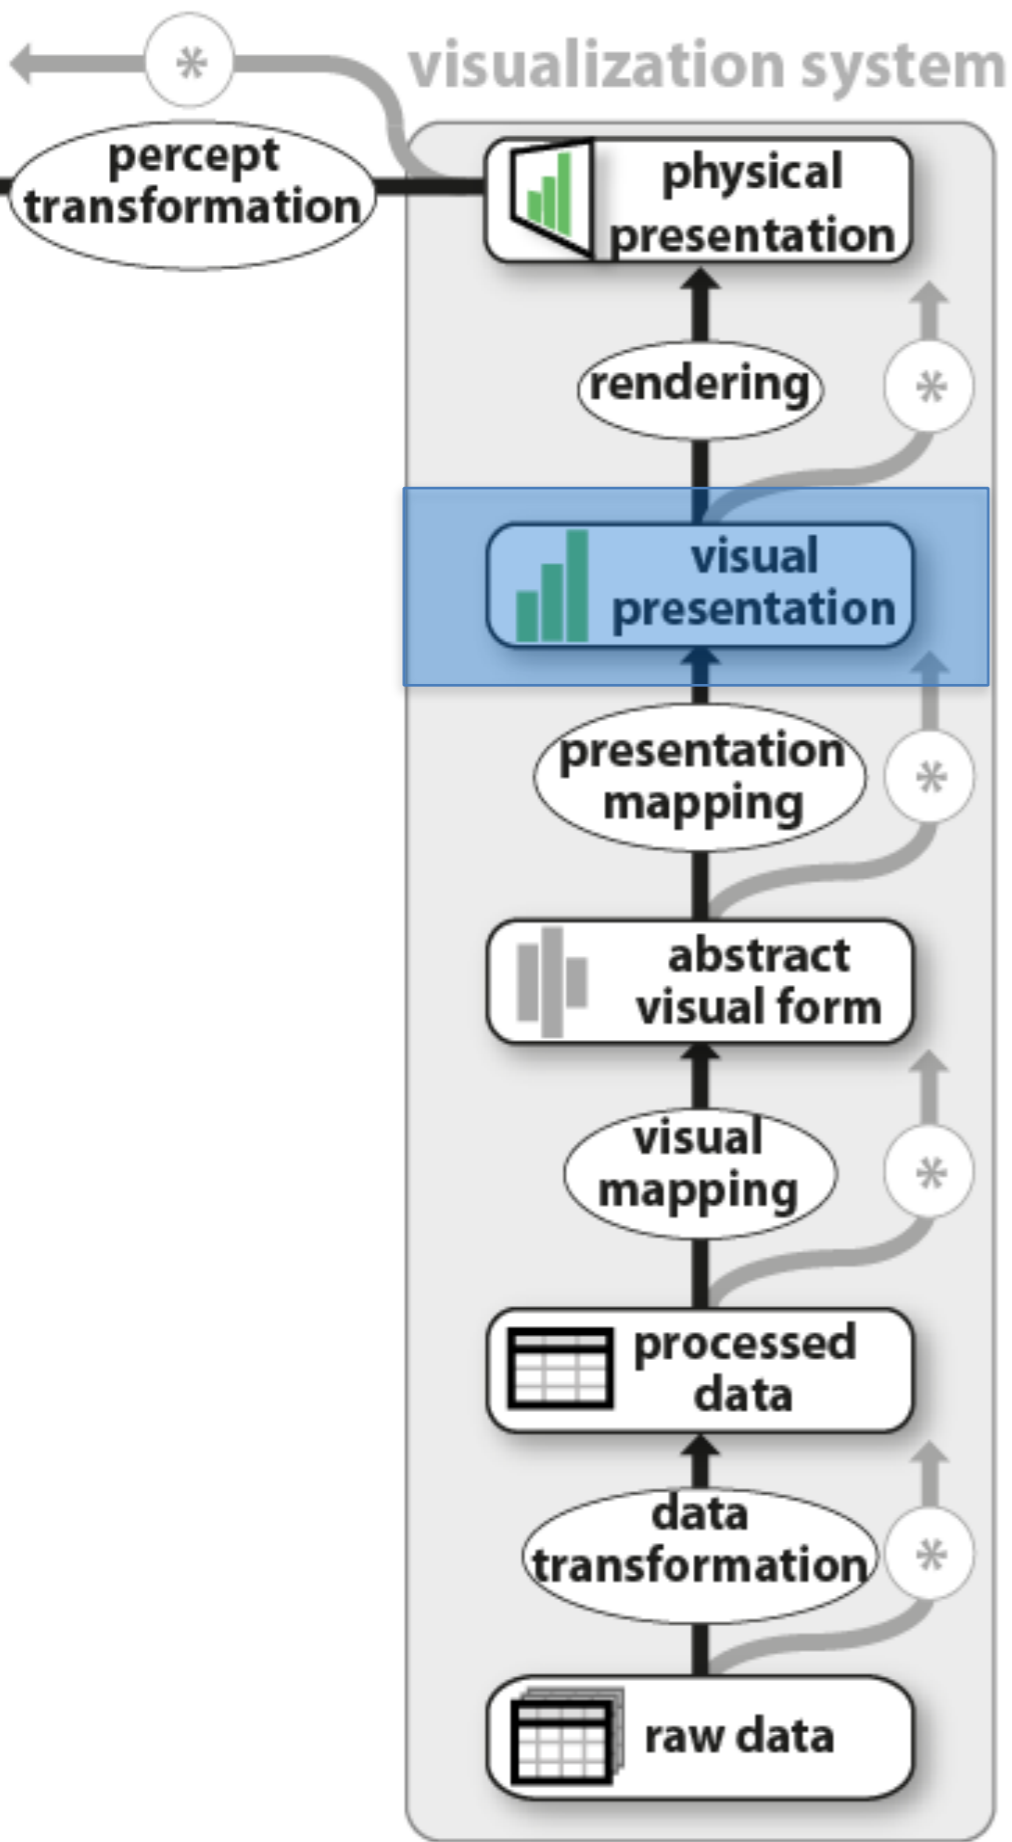 *
visualization system
percept
transformation
physical
presentation
rendering
*
visual
presentation
presentation
mapping
*
abstract
visual form
visual
mapping
*
processed
data
data
transformation
*
raw data